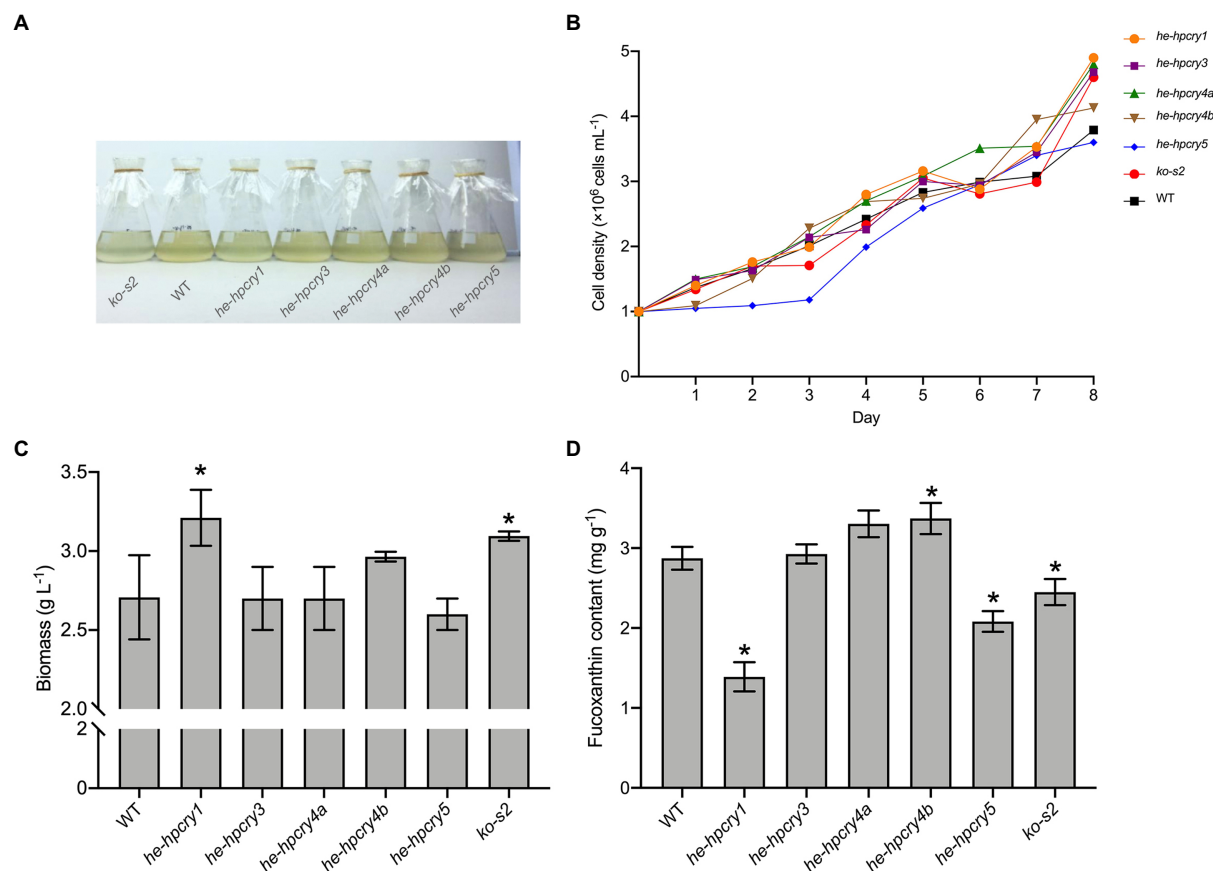 A
ko-s2
WT
he-hpcry1
he-hpcry3
he-hpcry4a
he-hpcry4b
he-hpcry5
B
Cell density (×10⁶ cells mL⁻¹)
5
4
3
2
1
0
1 2 3 4 5 6 7 8
Day
he-hpcry1
he-hpcry3
he-hpcry4a
he-hpcry4b
he-hpcry5
ko-s2
WT
C
Biomass (g L⁻¹)
3.5
3.0
2.5
2.0
2
0
*
*
WT
he-hpcry1
he-hpcry3
he-hpcry4a
he-hpcry4b
he-hpcry5
ko-s2
D
Fucoxanthin contant (mg g⁻¹)
4
3
2
1
0
*
*
*
*
WT
he-hpcry1
he-hpcry3
he-hpcry4a
he-hpcry4b
he-hpcry5
ko-s2